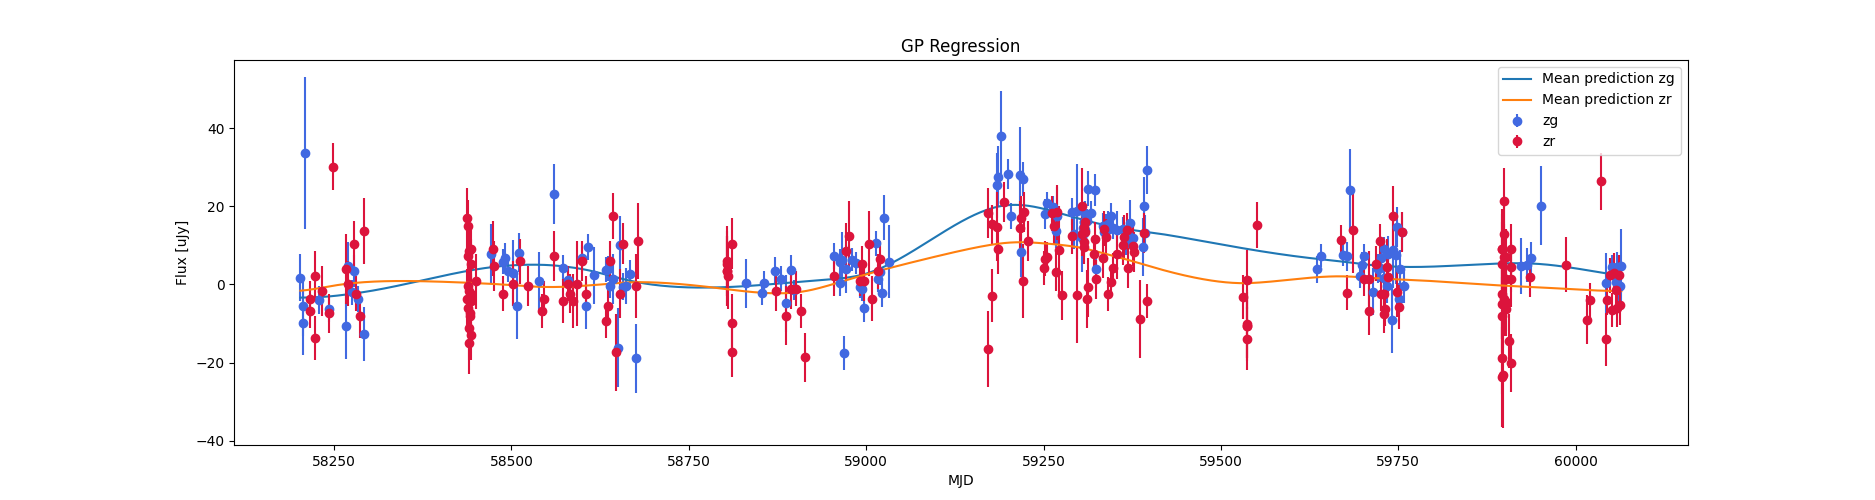 GP Regression
Flux [uJy]
40
20
0
−20
−40
Mean prediction zg
Mean prediction zr
zg
zr
58250 58500 58750 59000 59250 59500 59750 60000
MJD